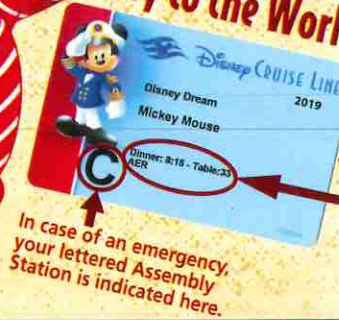 to the Worl
Disney CRUISE LINE
Disney Dream 2019
Mickey Mouse
Dinner: 8:15 - Table:33
AER
C
In case of an emergency,
your lettered Assembly
Station is indicated here.